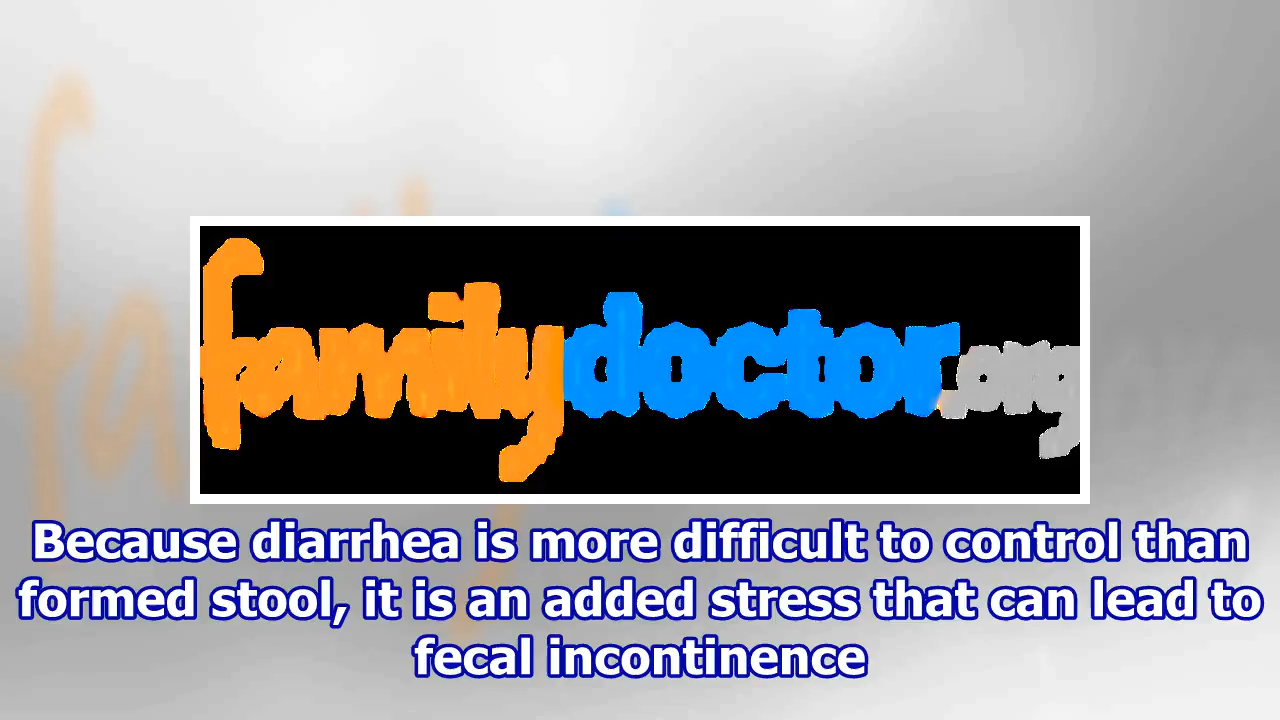 familydoctor.org
Because diarrhea is more difficult to control than
formed stool, it is an added stress that can lead to
fecal incontinence